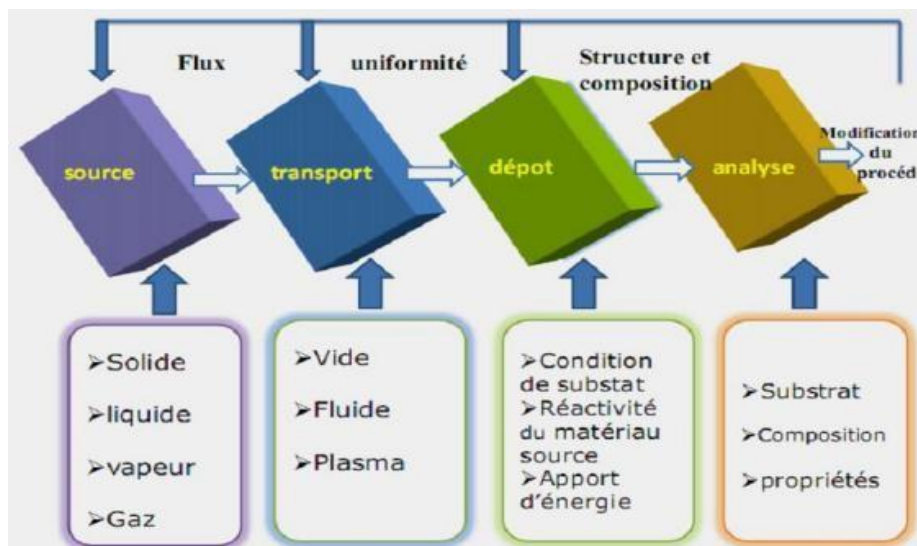 Flux
uniformité
Structure et
composition
source
transport
dépot
analyse
Modification
du
procéd
➤Solide
➤liquide
➤vapeur
➤Gaz
➤Vide
➤Fluide
➤Plasma
➤Condition
de substat
➤Réactivité
du matériau
source
➤Apport
d'énergie
➤Substrat
➤Composition
➤propriétés